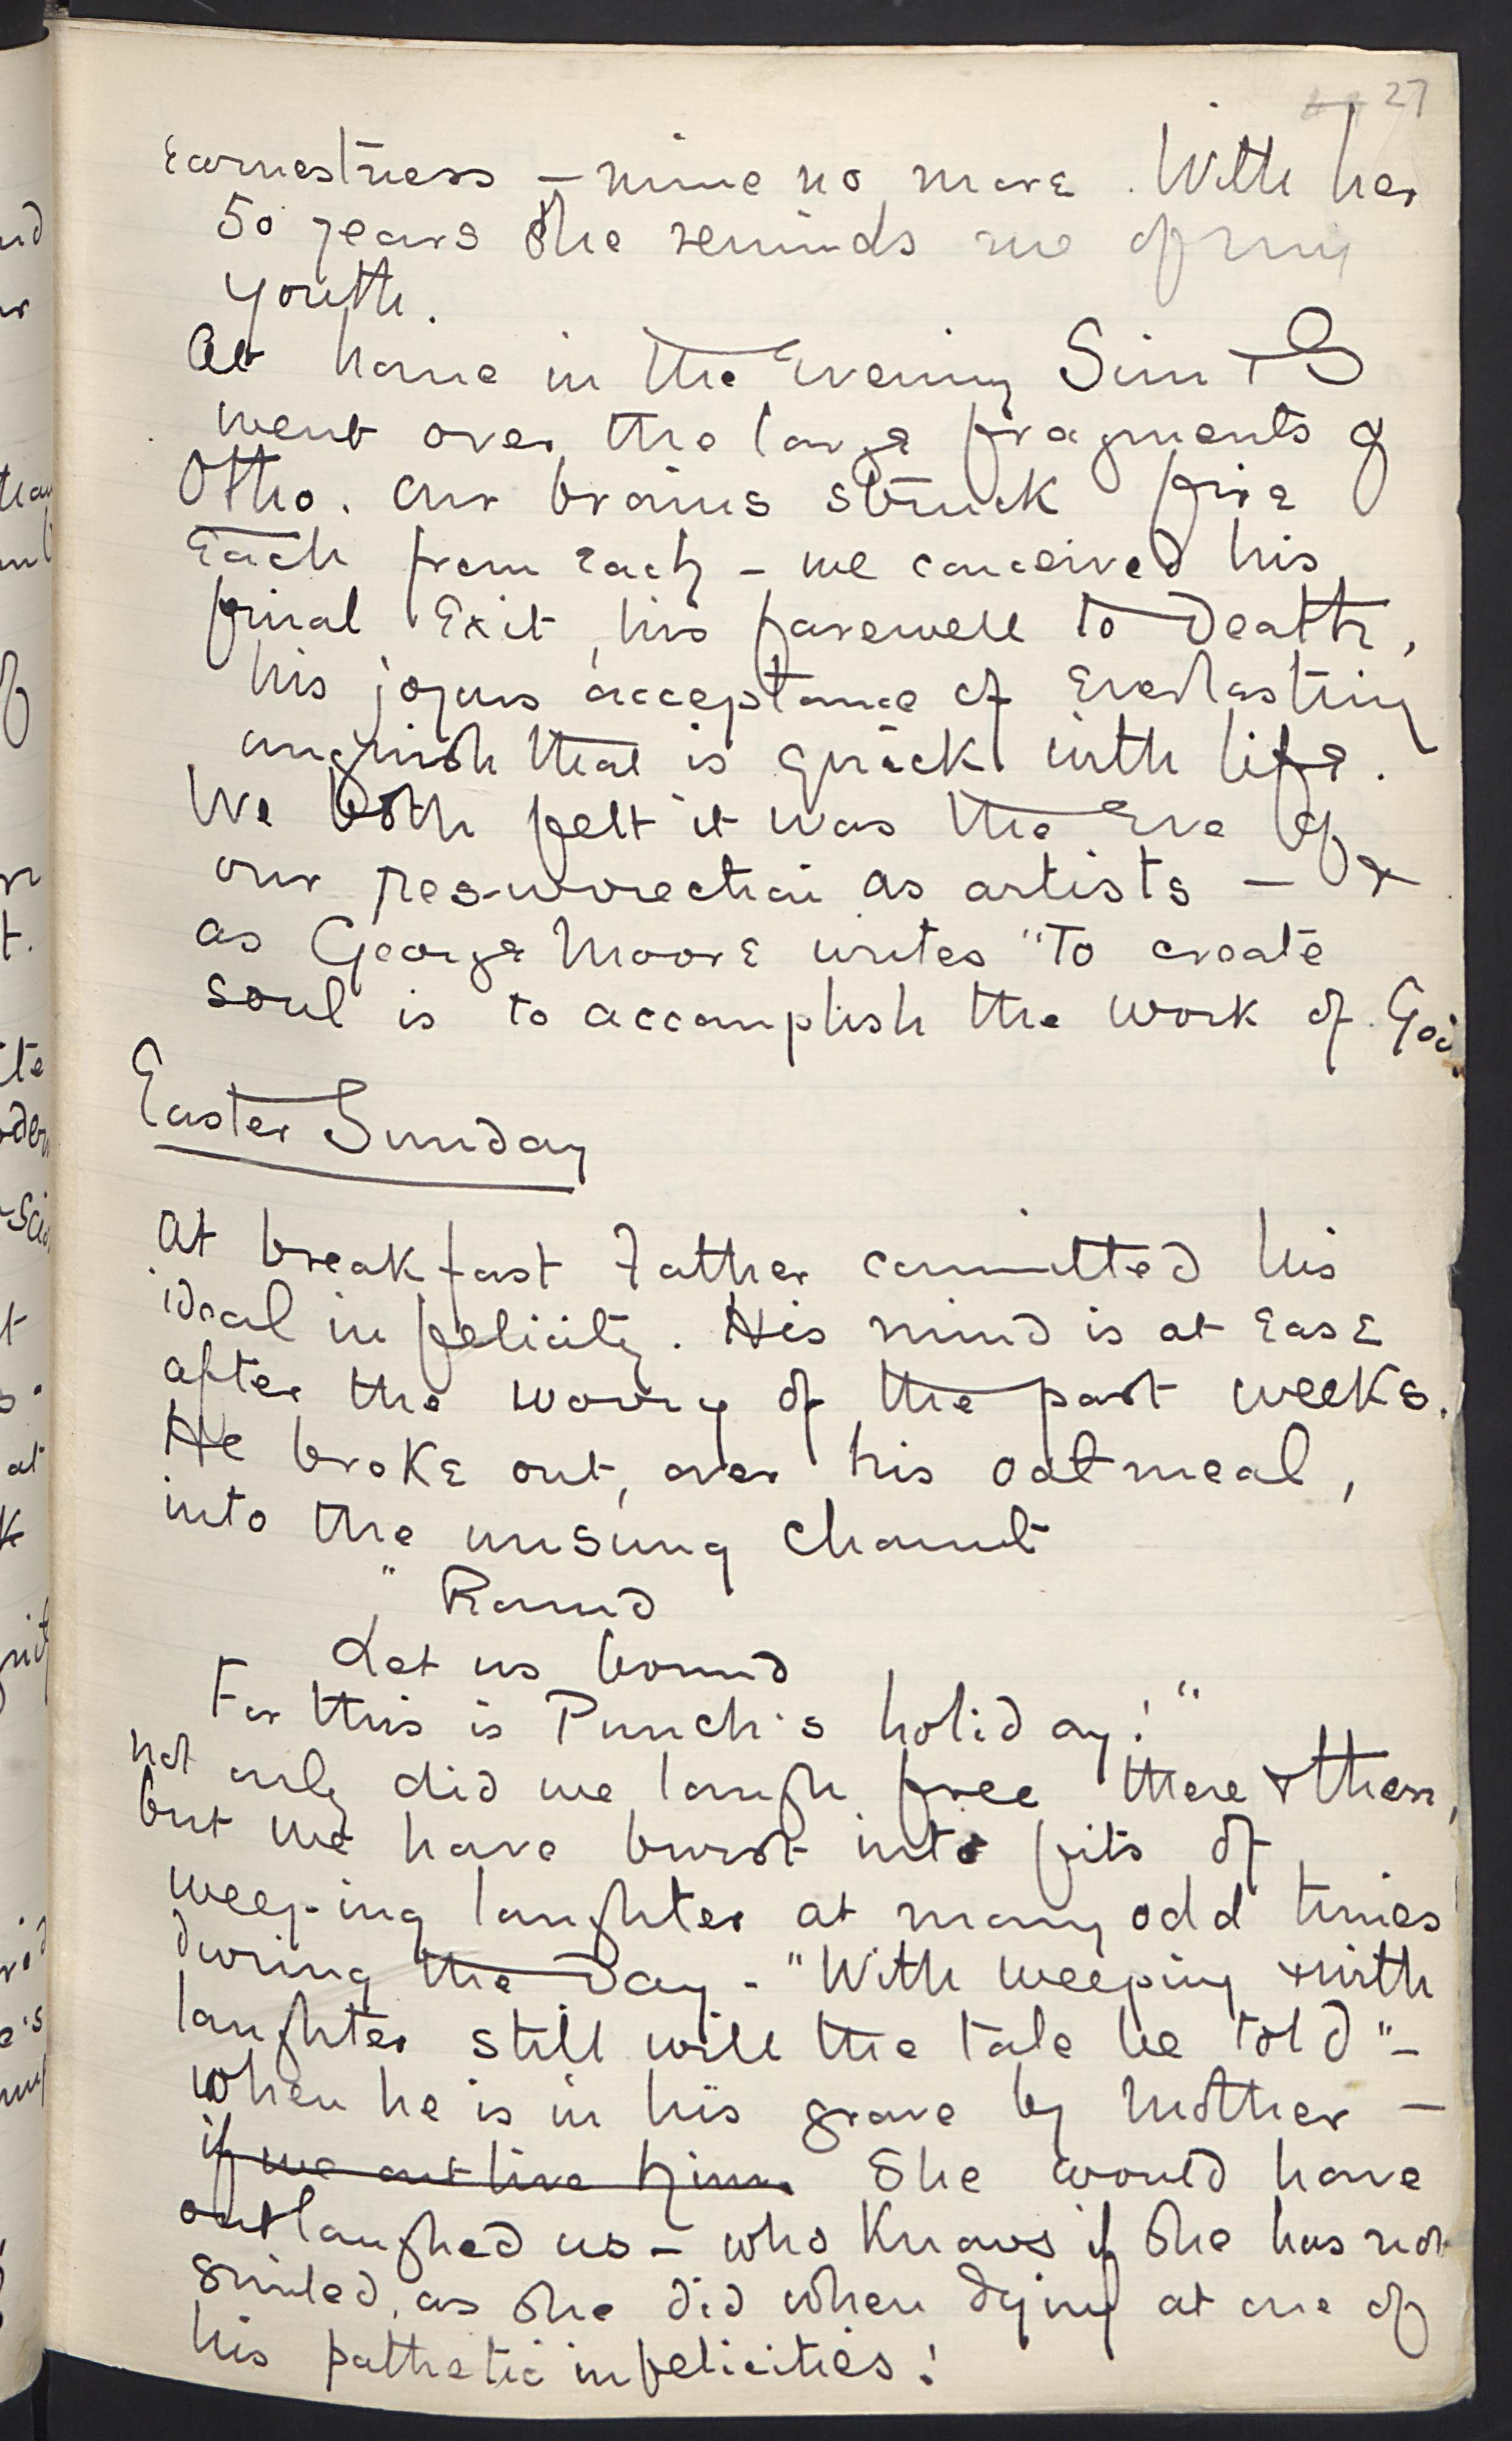 27
earnestness – mine no more. With her
50 years she reminds me of my
youth.
At home in the evening Sim & I
went over the large fragments of
Otho. Our brains struck fire
each from each – we conceived his
final exit, his farewell to Death,
his joyus acceptance of everlasting
anguish that is quick with life.
We both felt it was the eve of
our resurrection as artists – &
as George Moore writes "To create
soul is to accomplish the work of God.
Easter Sunday
At breakfast Father committed his
ideal infelicity. His mind is at ease
after the worry of the past weeks.
He broke out, over his oatmeal,
into the unsung chaunt
"Round
Let us bound
For this is Punch's holiday!"
not only did we laugh free there & then,
but we have burst into fits of
weeping laughter at many odd times
during the day – "With weeping & with
laughter still will the tale be told" –
when he is in his grave by Mother –
if we outlive him. She would have
outlaughed us – who knows if she has not
smiled, as she did when dying at one of
his pathetic infelicities!